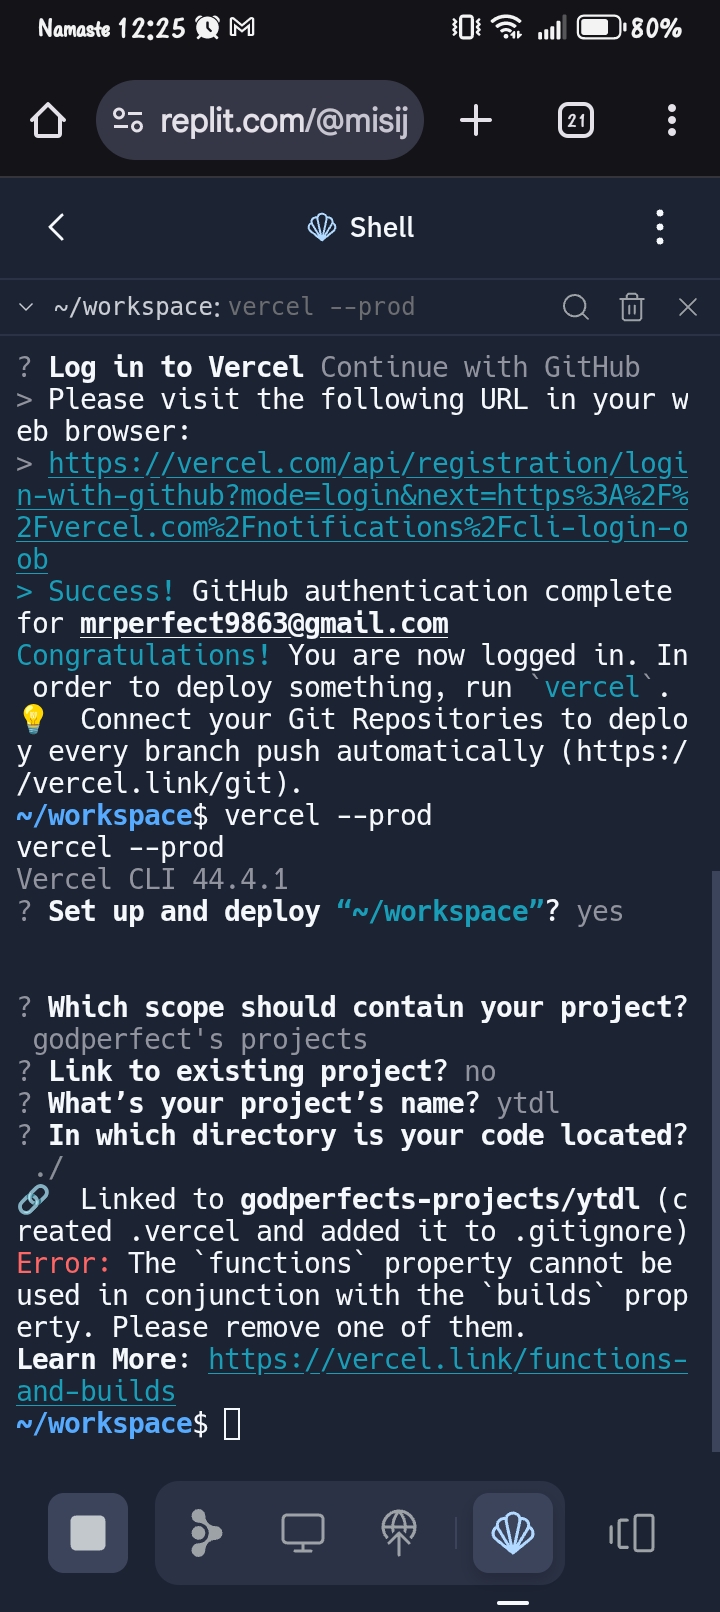 Namaste 12:25 80%
replit.com/@misij 21
Shell
~/workspace: vercel --prod
? Log in to Vercel Continue with GitHub
> Please visit the following URL in your w
eb browser:
> https://vercel.com/api/registration/logi
n-with-github?mode=login&next=https%3A%2F%
2Fvercel.com%2Fnotifications%2Fcli-login-o
ob
> Success! GitHub authentication complete
for mrperfect9863@gmail.com
Congratulations! You are now logged in. In
order to deploy something, run `vercel`.
💡 Connect your Git Repositories to deplo
y every branch push automatically (https:/
/vercel.link/git).
~/workspace$ vercel --prod
vercel --prod
Vercel CLI 44.4.1
? Set up and deploy “~/workspace”? yes
? Which scope should contain your project?
godperfect's projects
? Link to existing project? no
? What’s your project’s name? ytdl
? In which directory is your code located?
./
🔗 Linked to godperfects-projects/ytdl (c
reated .vercel and added it to .gitignore)
Error: The `functions` property cannot be
used in conjunction with the `builds` prop
erty. Please remove one of them.
Learn More: https://vercel.link/functions-
and-builds
~/workspace$